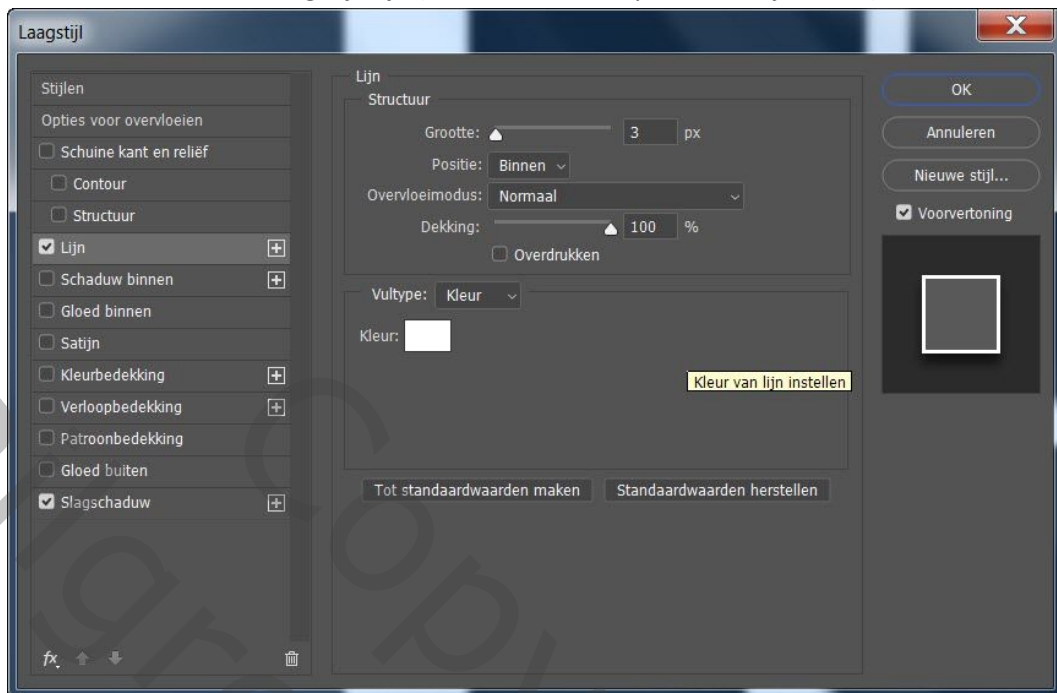 Laagstijl
X
Stijlen
Opties voor overvloeien
Schuine kant en reliëf
Contour
Structuur
Lijn
Schaduw binnen
Gloed binnen
Satijn
Kleurbedekking
Verloopbedekking
Patroonbedekking
Gloed buiten
Slagschaduw
fx
Lijn
Structuur
Grootte: 3 px
Positie: Binnen
Overvloeimodus: Normaal
Dekking: 100 %
Overdrukken
Vultype: Kleur
Kleur:
Kleur van lijn instellen
Tot standaardwaarden maken Standaardwaarden herstellen
OK
Annuleren
Nieuwe stijl...
Voorvertoning